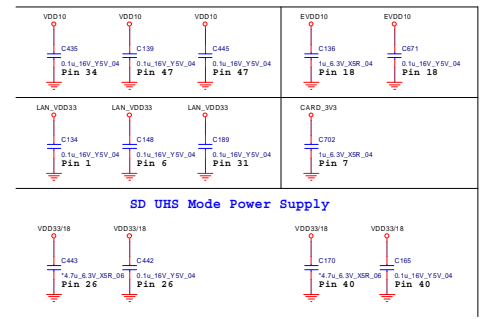 VDD10 VDD10 VDD10 EVDD10 EVDD10
C435 C139 C445 C136 C671
0.1u_16V_Y5V_04 0.1u_16V_Y5V_04 0.1u_16V_Y5V_04 1u_6.3V_X5R_04 0.1u_16V_Y5V_04
Pin 34 Pin 47 Pin 47 Pin 18 Pin 18
LAN_VDD33 LAN_VDD33 LAN_VDD33 CARD_3V3
C134 C148 C189 C702
0.1u_16V_Y5V_04 0.1u_16V_Y5V_04 0.1u_16V_Y5V_04 1u_6.3V_X5R_04
Pin 1 Pin 6 Pin 31 Pin 7
SD UHS Mode Power Supply
VDD33/18 VDD33/18 VDD33/18 VDD33/18
C443 C442 C170 C165
*4.7u_6.3V_X5R_06 0.1u_16V_Y5V_04 *4.7u_6.3V_X5R_06 0.1u_16V_Y5V_04
Pin 26 Pin 26 Pin 40 Pin 40